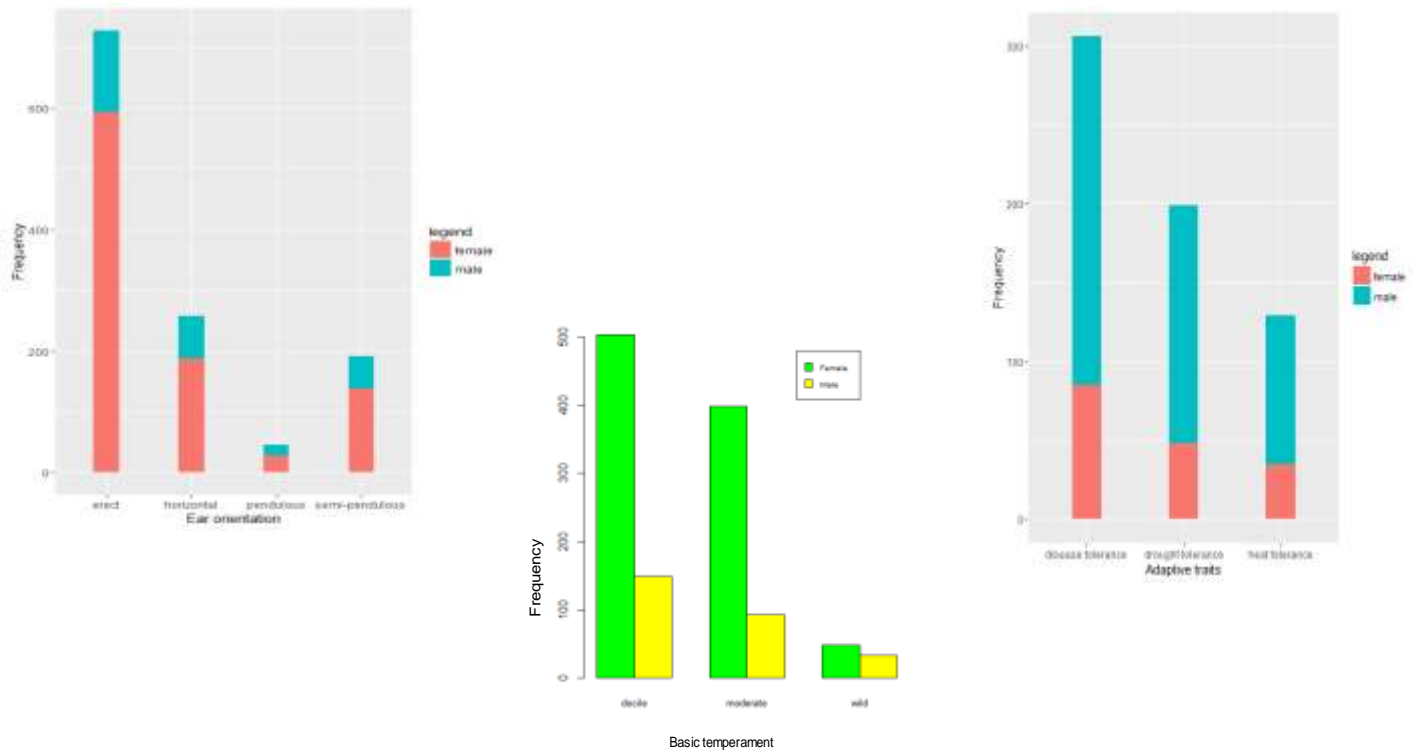 Frequency
600
400
200
0
erect horizontal pendulous semi-pendulous
Ear orientation
legend
female
male
Frequency
500
400
300
200
100
0
Female
Male
decile moderate wild
Basic temperament
Frequency
300
200
100
0
disease tolerance drought tolerance heat tolerance
Adaptive traits
legend
female
male